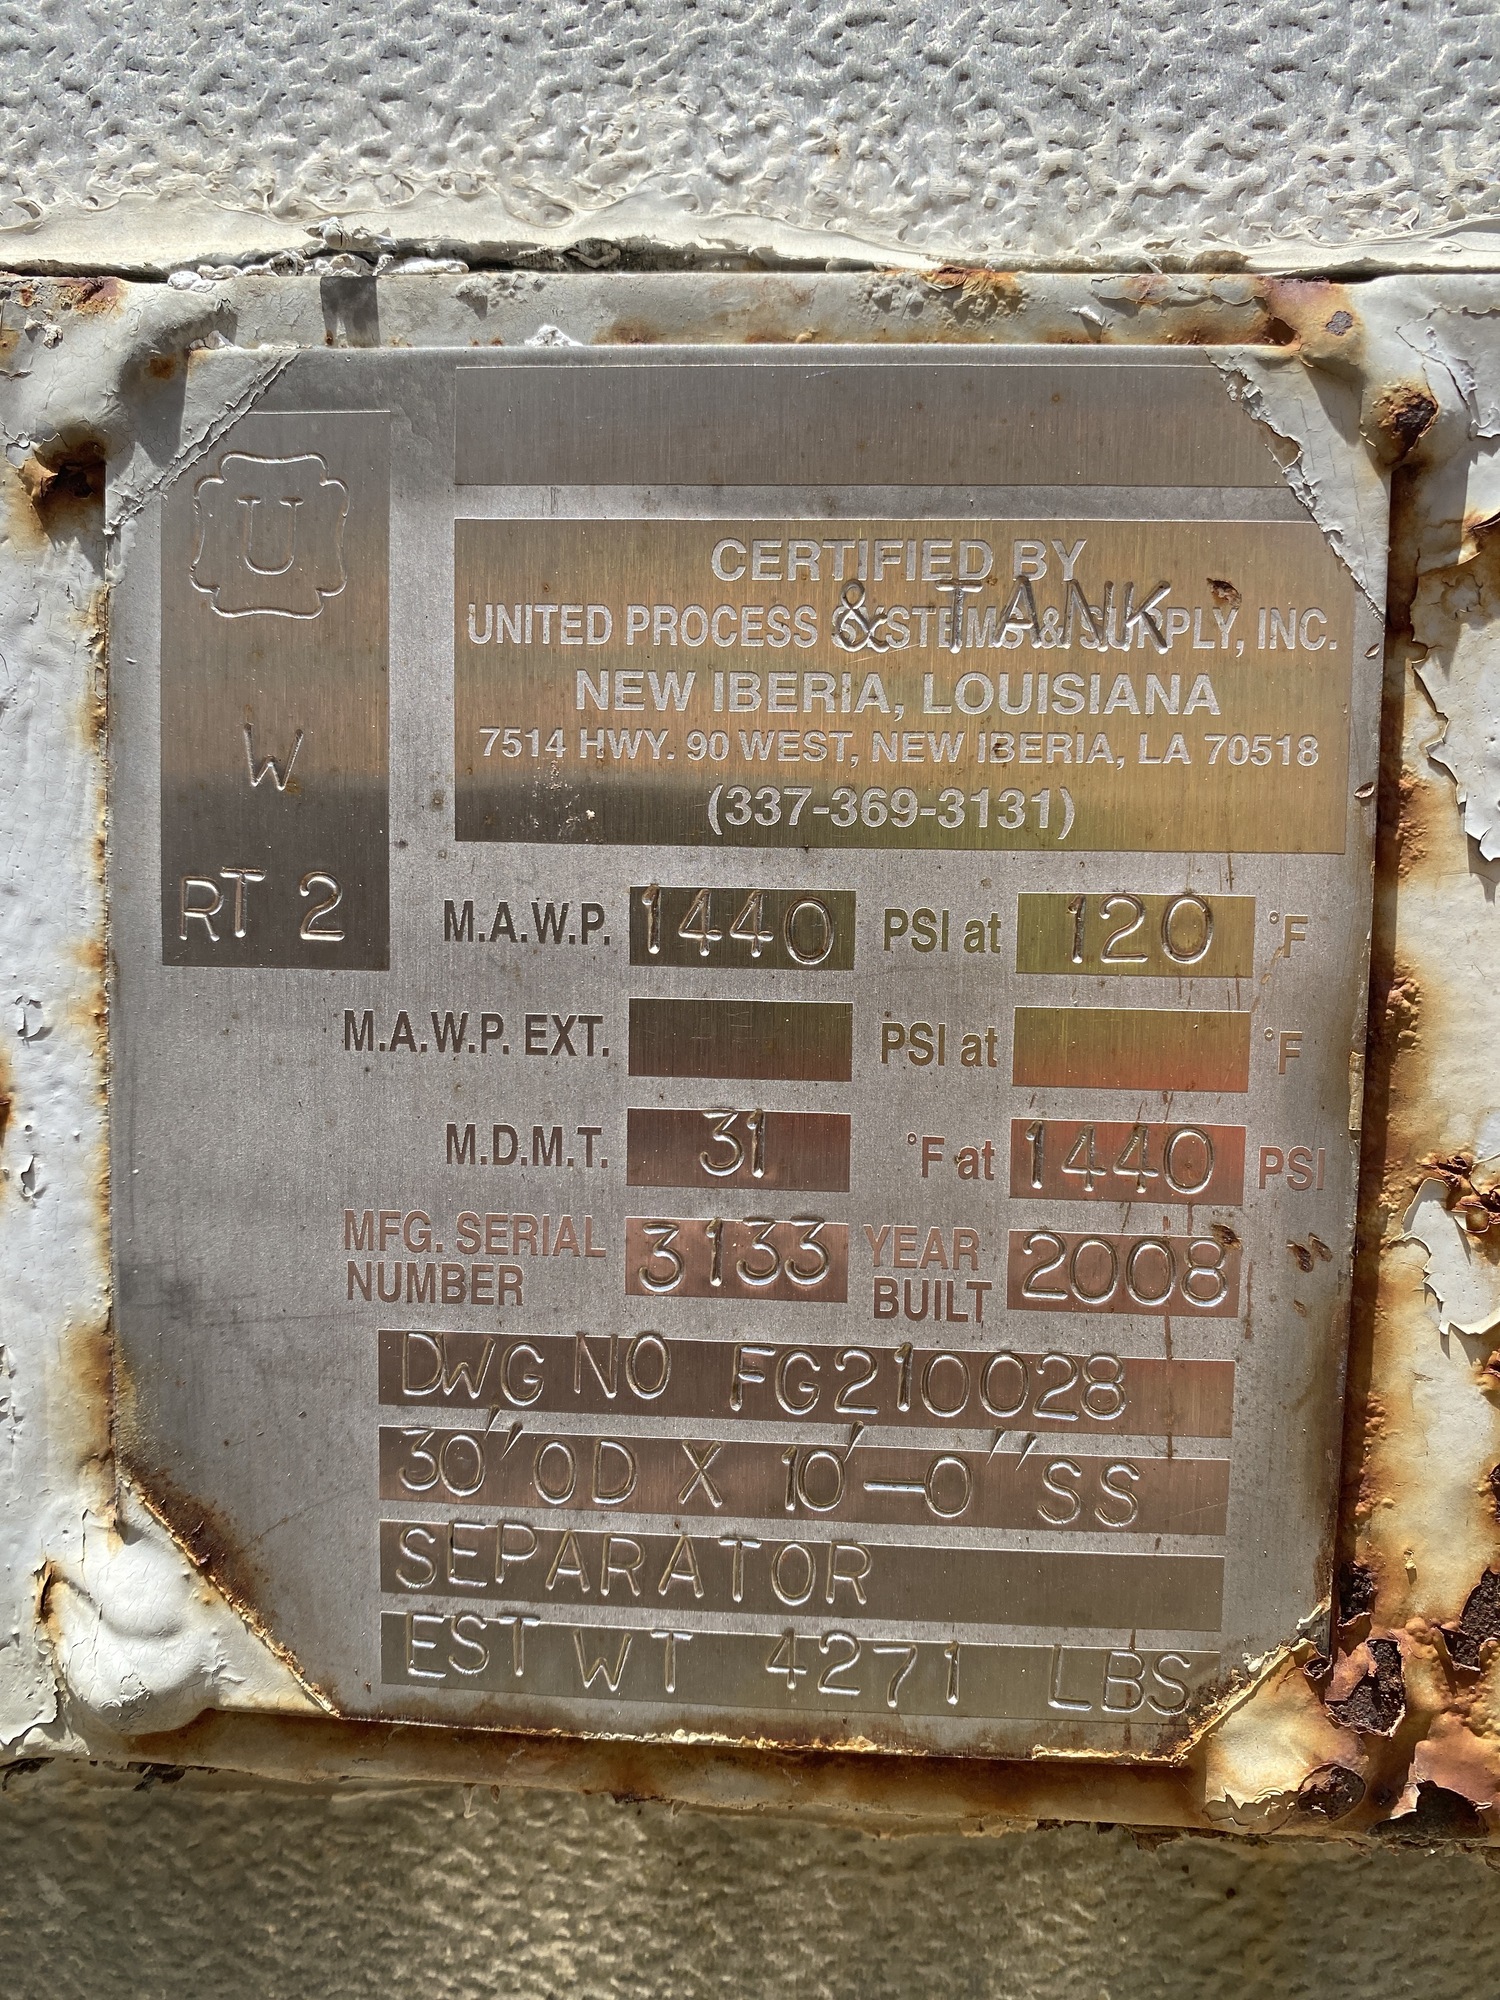 U
W
RT 2
CERTIFIED BY
& TANK
UNITED PROCESS SYSTEMS & SUPPLY, INC.
NEW IBERIA, LOUISIANA
7514 HWY. 90 WEST, NEW IBERIA, LA 70518
(337-369-3131)
M.A.W.P. 1440 PSI at 120 °F
M.A.W.P. EXT. PSI at °F
M.D.M.T. 31 °F at 1440 PSI
MFG. SERIAL NUMBER 3133 YEAR BUILT 2008
DWG NO FG210028
30" OD X 10'-0" SS
SEPARATOR
EST WT 4271 LBS